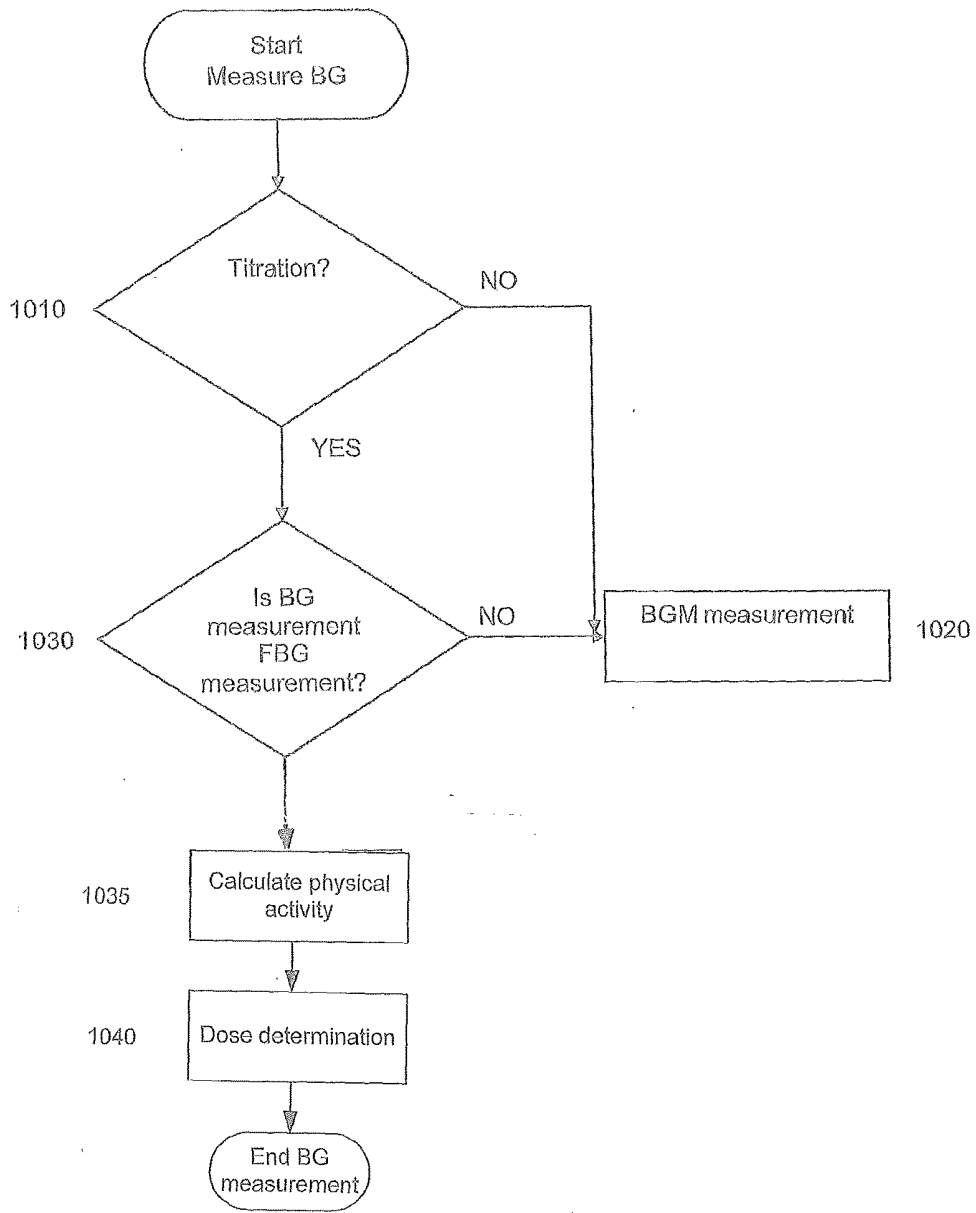 Start
Measure BG
Titration?
NO
1010
YES
Is BG
measurement
FBG
measurement?
NO
1030
BGM measurement
1020
Calculate physical
activity
1035
Dose determination
1040
End BG
measurement